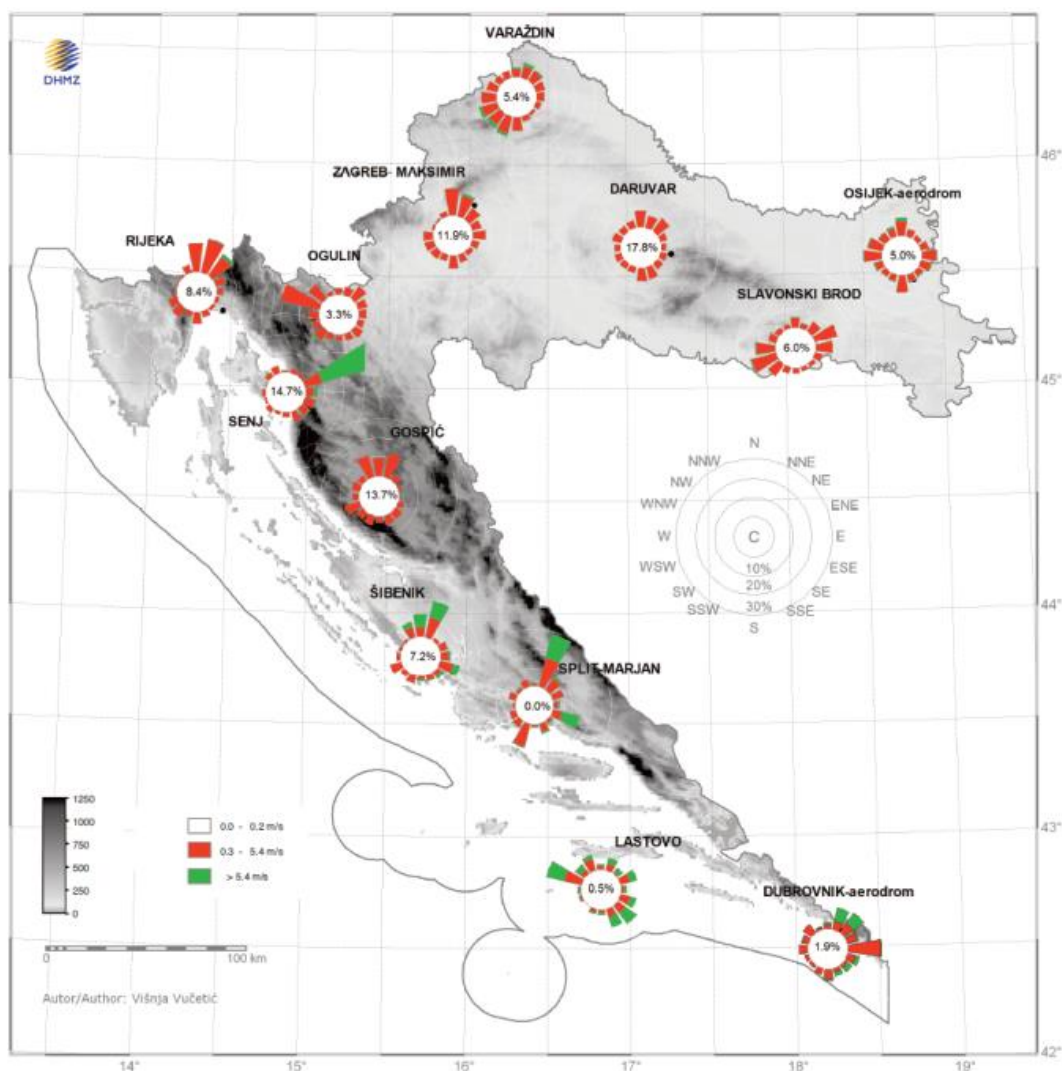 VARAŽDIN
DHMZ
5.4%
46°
ZAGREB- MAKSIMIR
DARUVAR
OSIJEK-aerodrom
RIJEKA
11.9%
17.8%
5.0%
OGULIN
8.4%
SLAVONSKI BROD
3.3%
6.0%
45°
14.7%
SENJ
GOSPIĆ
N
NNW
NNE
NW
NE
13.7%
WNW
ENE
W
C
E
10%
WSW
ESE
20%
SW
SE
ŠIBENIK
30%
SSW
SSE
44°
S
7.2%
SPLIT-MARJAN
0.0%
1250
1000
750
500
250
0
0.0 - 0.2 m/s
0.3 - 5.4 m/s
> 5.4 m/s
43°
LASTOVO
0.5%
DUBROVNIK-aerodrom
1.9%
0
100 km
Autor/Author: Višnja Vučetić
42°
14°
15°
16°
17°
18°
19°